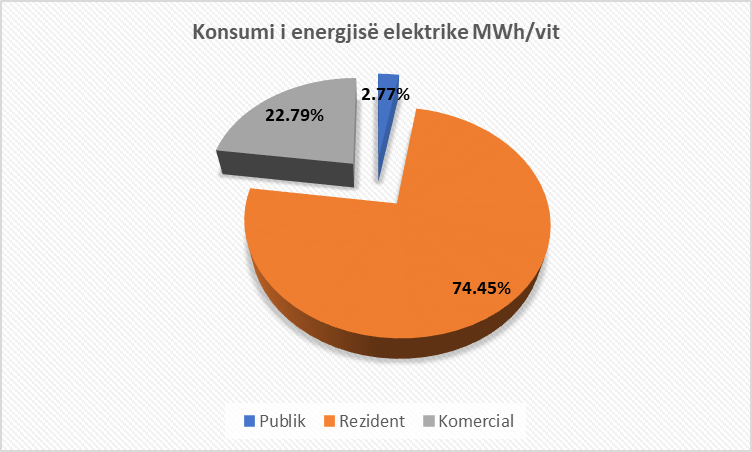 Konsumi i energjisë elektrike MWh/vit
2.77%
22.79%
74.45%
Publik Rezident Komercial